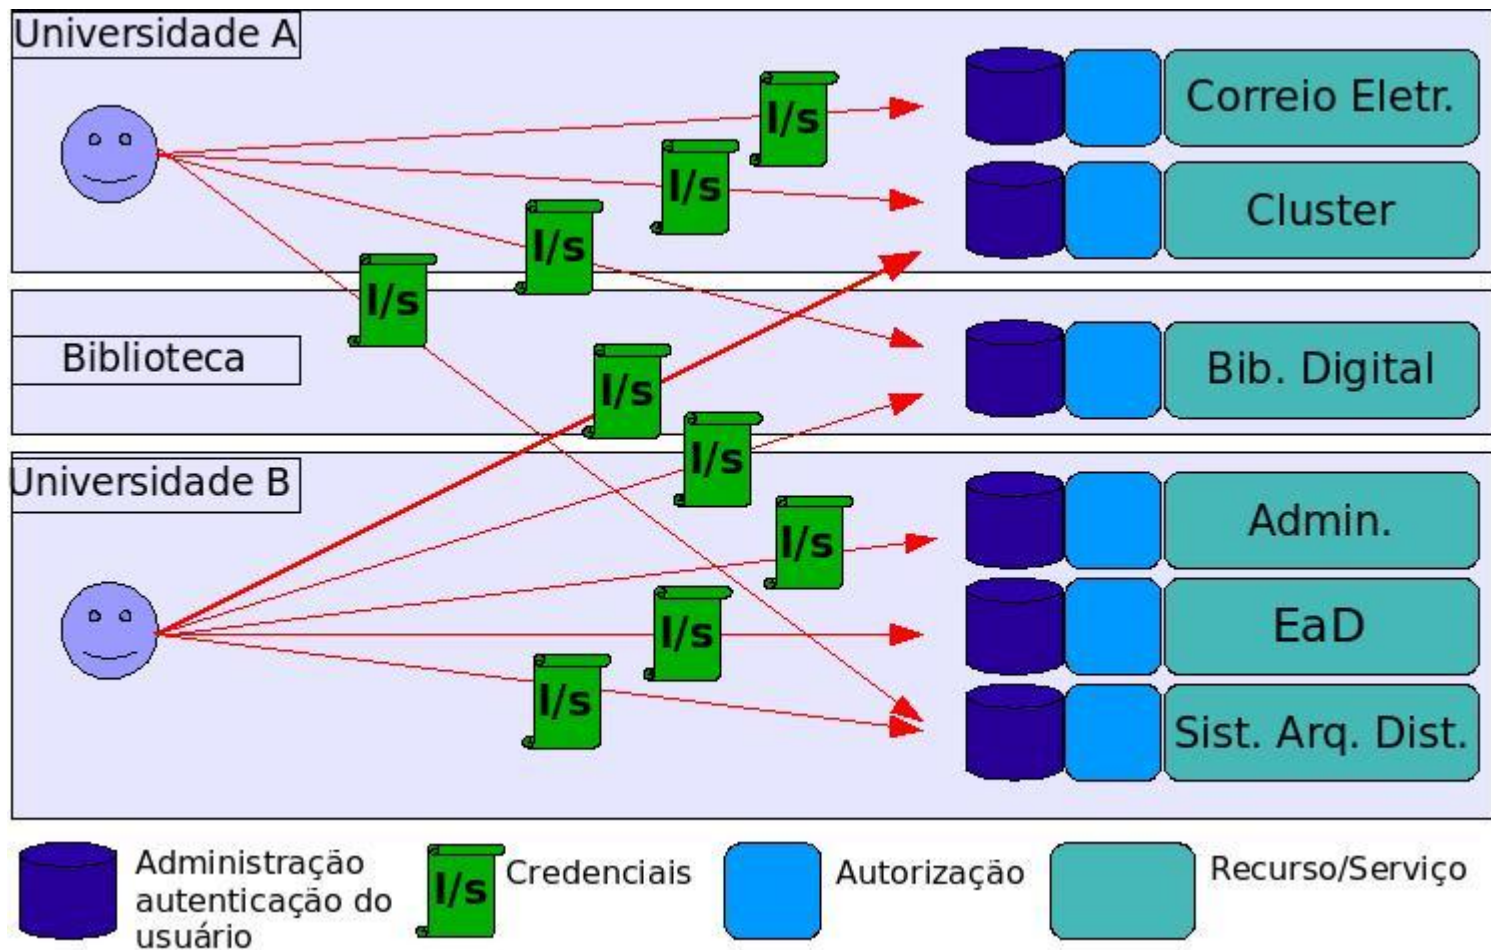 Universidade A
Correio Eletr.
l/s
l/s
Cluster
l/s
l/s
Biblioteca
Bib. Digital
l/s
l/s
Universidade B
Admin.
l/s
EaD
l/s
l/s
Sist. Arq. Dist.
Administração
autenticação do
usuário
l/s
Credenciais
Autorização
Recurso/Serviço